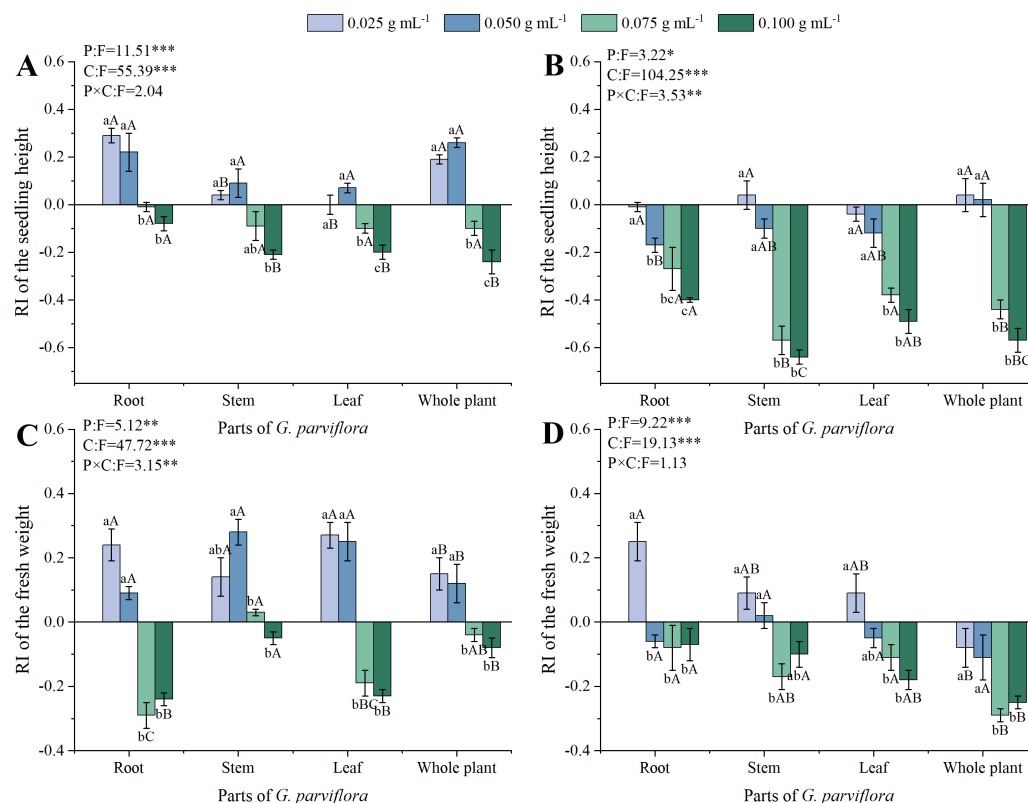 0.025 g mL-1 0.050 g mL-1 0.075 g mL-1 0.100 g mL-1
A
P:F=11.51***
C:F=55.39***
P×C:F=2.04
RI of the seedling height
0.6
0.4
0.2
0.0
-0.2
-0.4
-0.6
aA aA bA bA
aB aA abA bB
aB aA bA cB
aA aA bA cB
Root Stem Leaf Whole plant
Parts of G. parviflora
B
P:F=3.22*
C:F=104.25***
P×C:F=3.53**
RI of the seedling height
0.6
0.4
0.2
0.0
-0.2
-0.4
-0.6
aA bB bcA cA
aA aAB bB bC
aA aAB bA bAB
aA aA bB bBC
Root Stem Leaf Whole plant
Parts of G. parviflora
C
P:F=5.12**
C:F=47.72***
P×C:F=3.15**
RI of the fresh weight
0.6
0.4
0.2
0.0
-0.2
-0.4
aA aA bC bB
abA aA bA bA
aA aA bBC bB
aB aB bAB bB
Root Stem Leaf Whole plant
Parts of G. parviflora
D
P:F=9.22***
C:F=19.13***
P×C:F=1.13
RI of the fresh weight
0.6
0.4
0.2
0.0
-0.2
-0.4
aA bA bA bA
aAB aA bAB abA
aAB abA bA bAB
aB aA bB bB
Root Stem Leaf Whole plant
Parts of G. parviflora